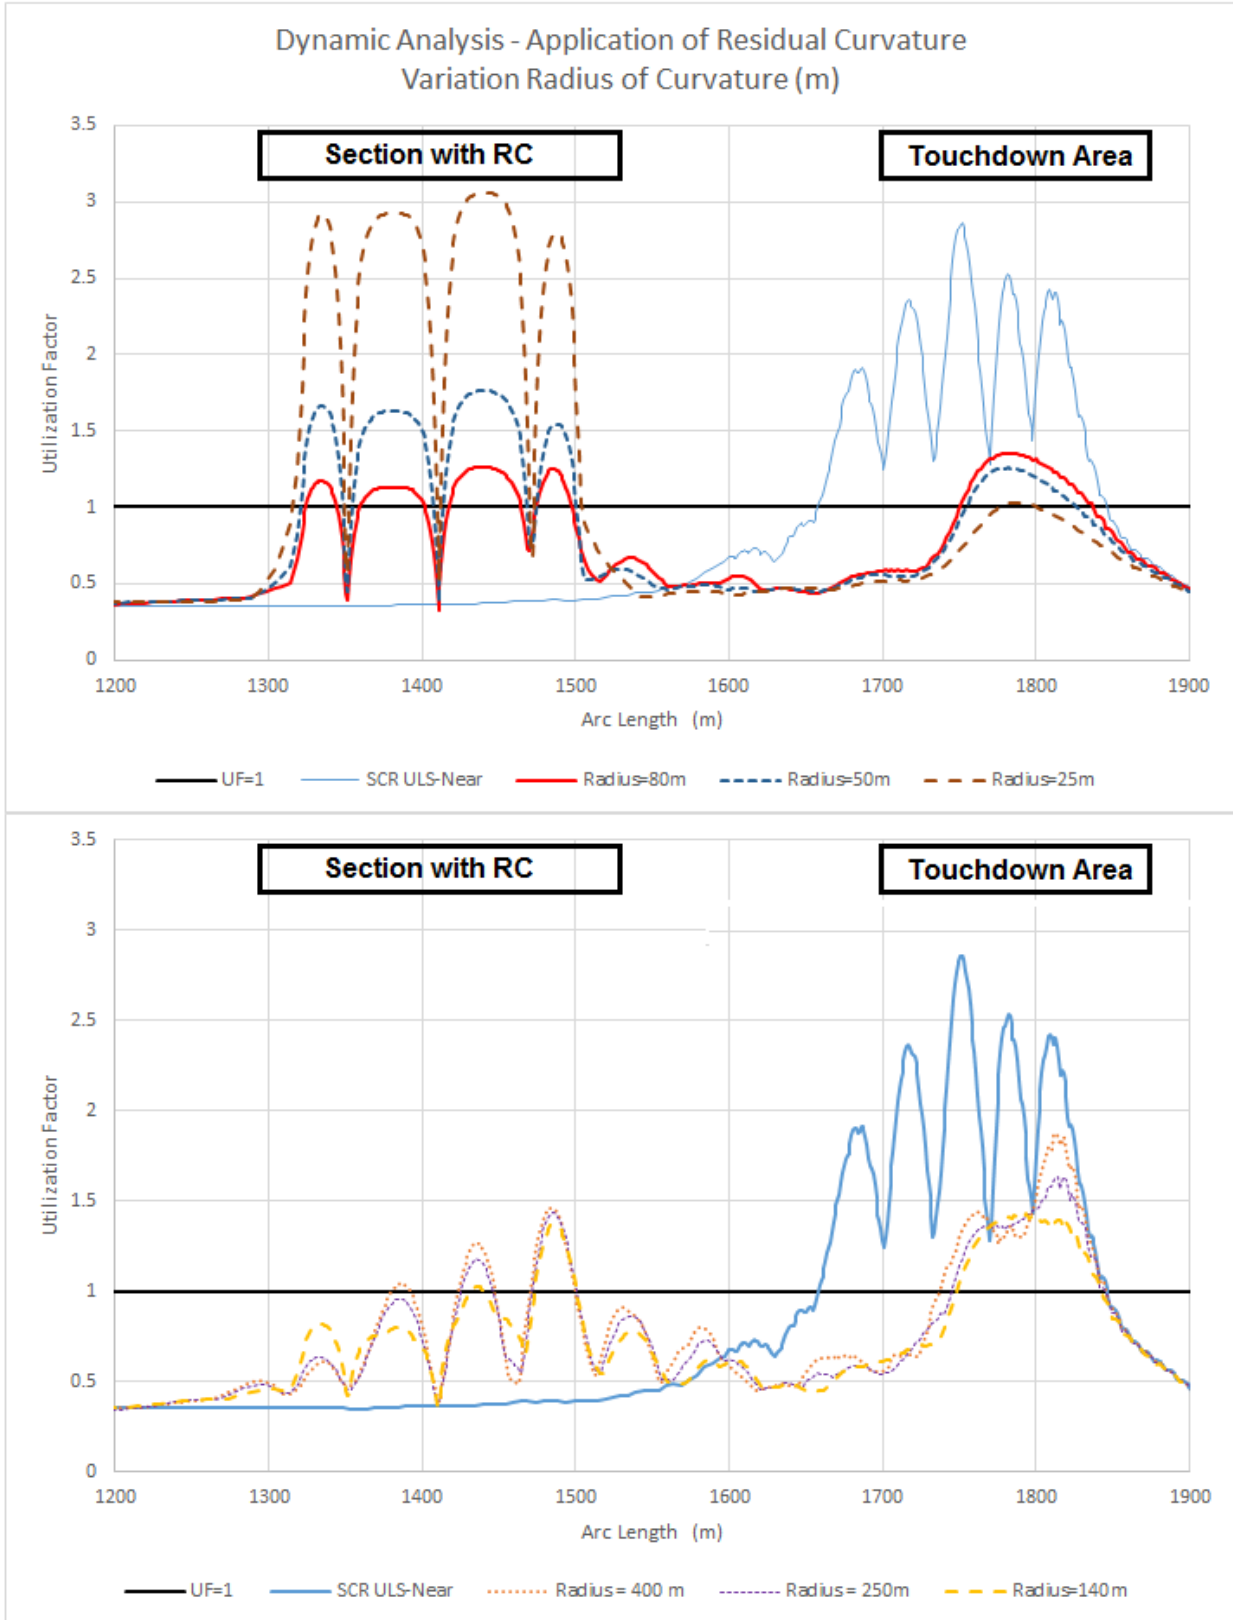 Dynamic Analysis - Application of Residual Curvature
Variation Radius of Curvature (m)
Section with RC
Touchdown Area
3.5
3
2.5
2
1.5
1
0.5
0
Utilization Factor
1200 1300 1400 1500 1600 1700 1800 1900
Arc Length (m)
UF=1 SCR ULS-Near Radius=80m Radius=50m Radius=25m
Section with RC
Touchdown Area
3.5
3
2.5
2
1.5
1
0.5
0
Utilization Factor
1200 1300 1400 1500 1600 1700 1800 1900
Arc Length (m)
UF=1 SCR ULS-Near Radius = 400 m Radius = 250m Radius=140m